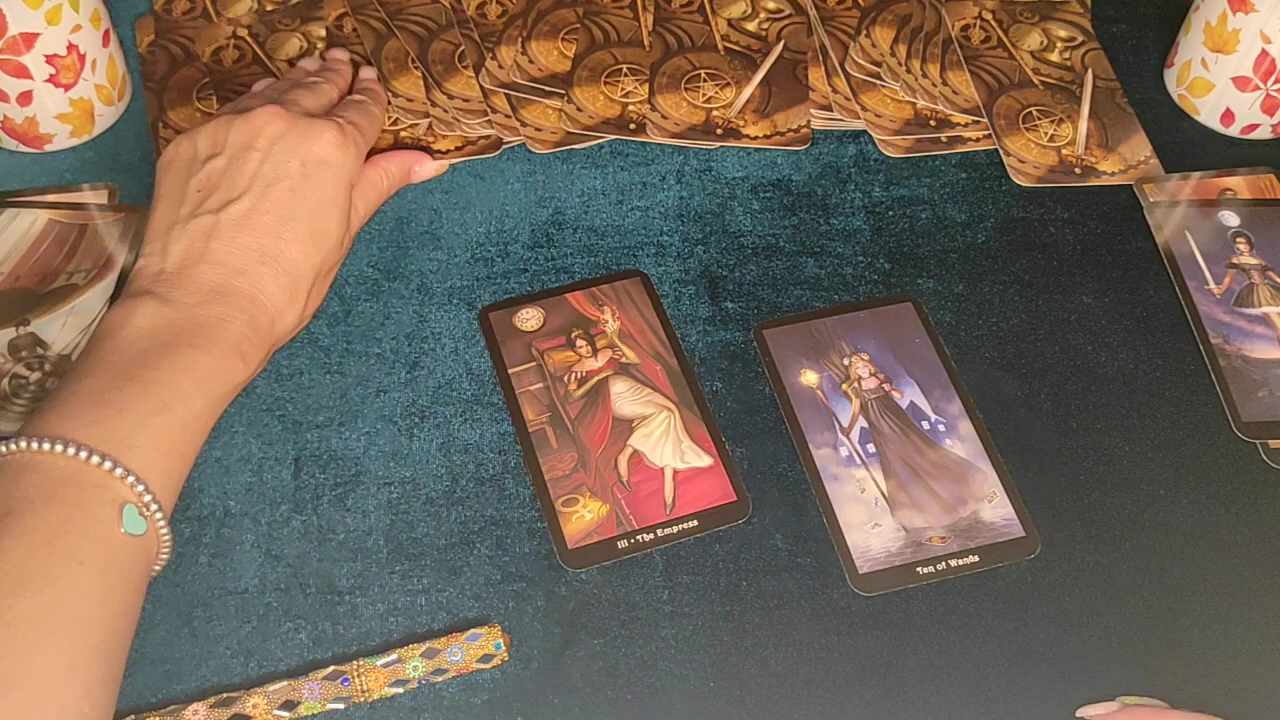 III • The Empress
Ten of Wands